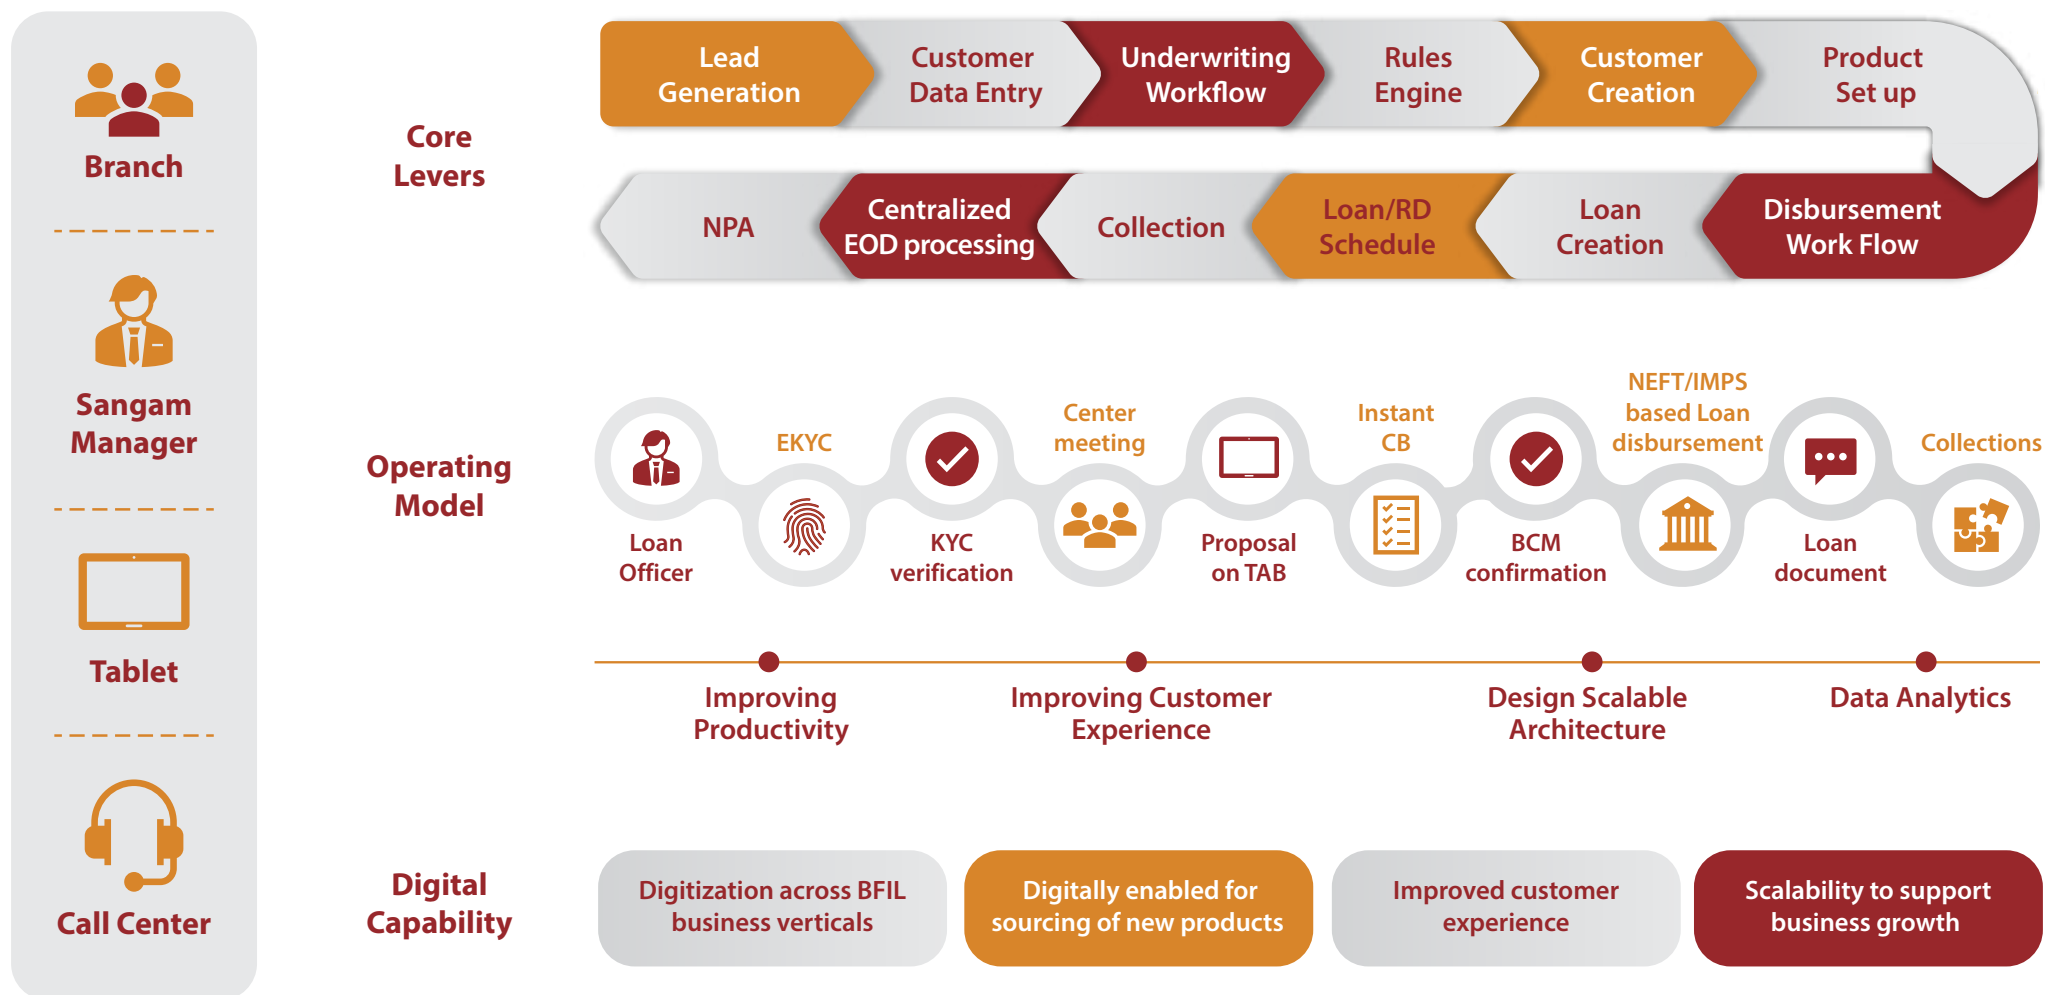 Branch
Sangam
Manager
Tablet
Call Center
Core
Levers
Lead
Generation
Customer
Data Entry
Underwriting
Workflow
Rules
Engine
Customer
Creation
Product
Set up
Disbursement
Work Flow
Loan
Creation
Loan/RD
Schedule
Collection
Centralized
EOD processing
NPA
Operating
Model
Loan
Officer
EKYC
KYC
verification
Center
meeting
Proposal
on TAB
Instant
CB
BCM
confirmation
NEFT/IMPS
based Loan
disbursement
Loan
document
Collections
Improving
Productivity
Improving Customer
Experience
Design Scalable
Architecture
Data Analytics
Digital
Capability
Digitization across BFIL
business verticals
Digitally enabled for
sourcing of new products
Improved customer
experience
Scalability to support
business growth